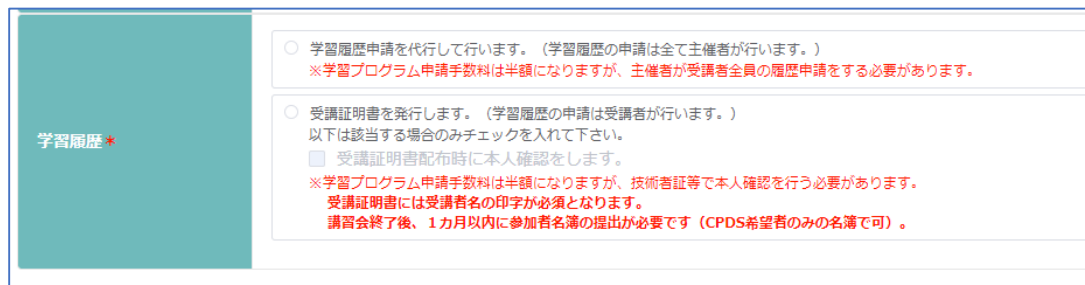 学習履歴*
学習履歴申請を代行して行います。（学習履歴の申請は全て主催者が行います。）
※学習プログラム申請手数料は半額になりますが、主催者が受講者全員の履歴申請をする必要があります。
受講証明書を発行します。（学習履歴の申請は受講者が行います。）
以下は該当する場合のみチェックを入れて下さい。
受講証明書配布時に本人確認をします。
※学習プログラム申請手数料は半額になりますが、技術者証等で本人確認を行う必要があります。
受講証明書には受講者名の印字が必須となります。
講習会終了後、１カ月以内に参加者名簿の提出が必要です（CPDS希望者のみの名簿で可）。